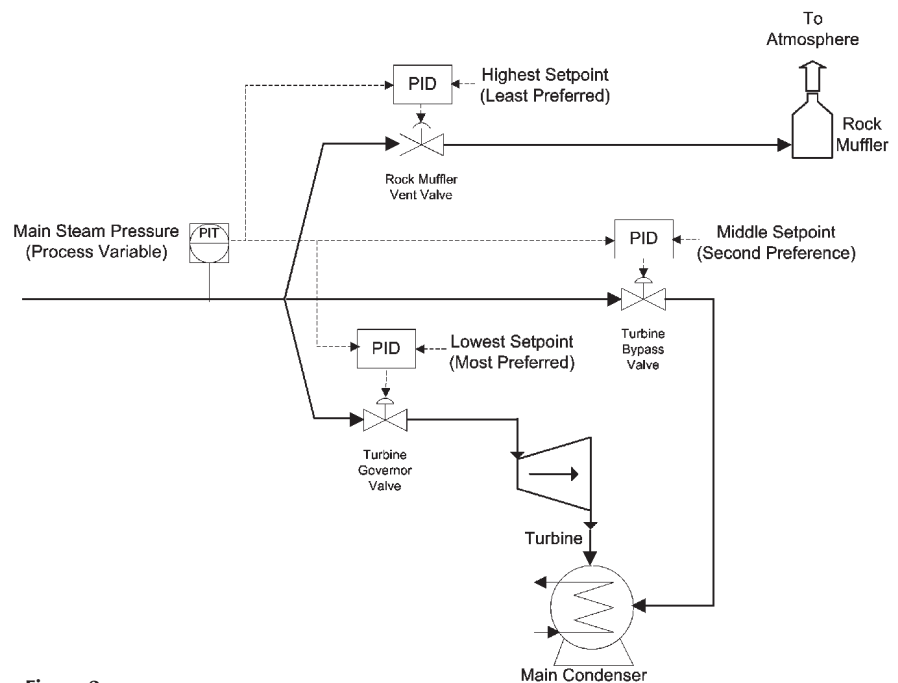 To
Atmosphere
PID
Highest Setpoint
(Least Preferred)
Rock
Muffler
Rock Muffler
Vent Valve
Main Steam Pressure
(Process Variable)
PIT
PID
Middle Setpoint
(Second Preference)
Turbine
Bypass
Valve
PID
Lowest Setpoint
(Most Preferred)
Turbine
Governor
Valve
Turbine
Main Condenser